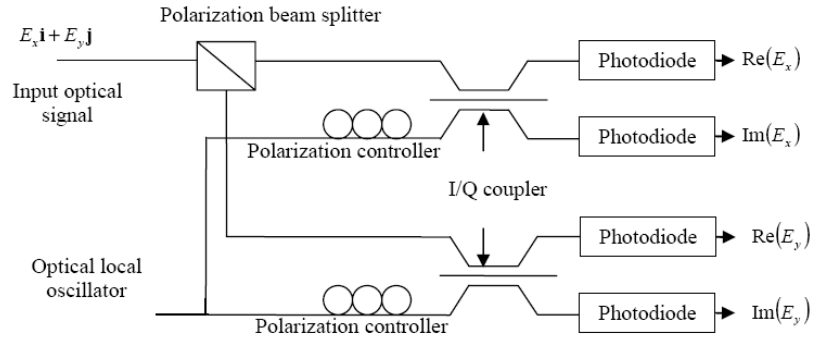 Polarization beam splitter
E_x i + E_y j
Input optical
signal
Photodiode
Re(E_x)
Photodiode
Im(E_x)
Polarization controller
I/Q coupler
Photodiode
Re(E_y)
Optical local
oscillator
Photodiode
Im(E_y)
Polarization controller